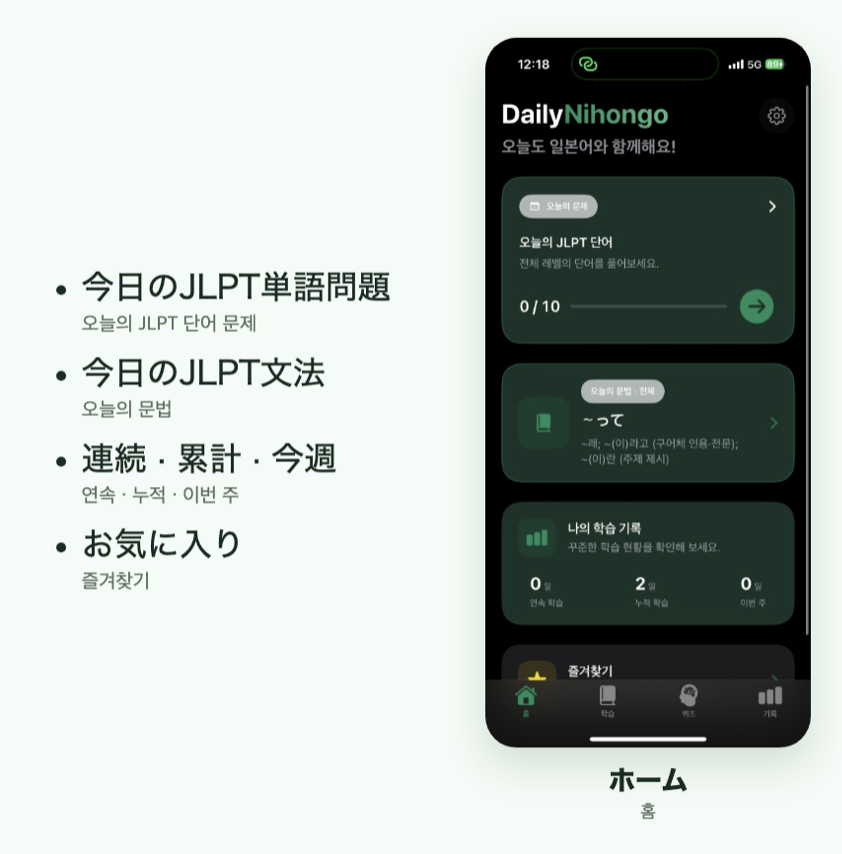 今日のJLPT単語問題
오늘의 JLPT 단어 문제
今日のJLPT文法
오늘의 문법
連続 · 累計 · 今週
연속 · 누적 · 이번 주
お気に入り
즐겨찾기
12:18
5G 89
DailyNihongo
오늘도 일본어와 함께해요!
오늘의 문제
오늘의 JLPT 단어
전체 레벨의 단어를 풀어보세요.
0 / 10
오늘의 문법 · 전체
~って
~래; ~(이)라고 (구어체 인용·전문);
~(이)란 (주제 제시)
나의 학습 기록
꾸준한 학습 현황을 확인해 보세요.
0 일 2 일 0 일
연속 학습 누적 학습 이번 주
즐겨찾기
홈 학습 퀴즈 기록
ホーム
홈